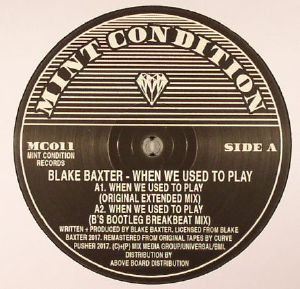 MINT CONDITION
MC011
MINT CONDITION
RECORDS
SIDE A
BLAKE BAXTER - WHEN WE USED TO PLAY
A1. WHEN WE USED TO PLAY
(ORIGINAL EXTENDED MIX)
A2. WHEN WE USED TO PLAY
(B'S BOOTLEG BREAKBEAT MIX)
WRITTEN + PRODUCED BY BLAKE BAXTER. LICENSED FROM BLAKE
BAXTER 2017. REMASTERED FROM ORIGINAL TAPES BY CURVE
PUSHER 2017. (C)+(P) MIX MEDIA GROUP/UNIVERSAL/EMI.
DISTRIBUTION BY
ABOVE BOARD DISTRIBUTION